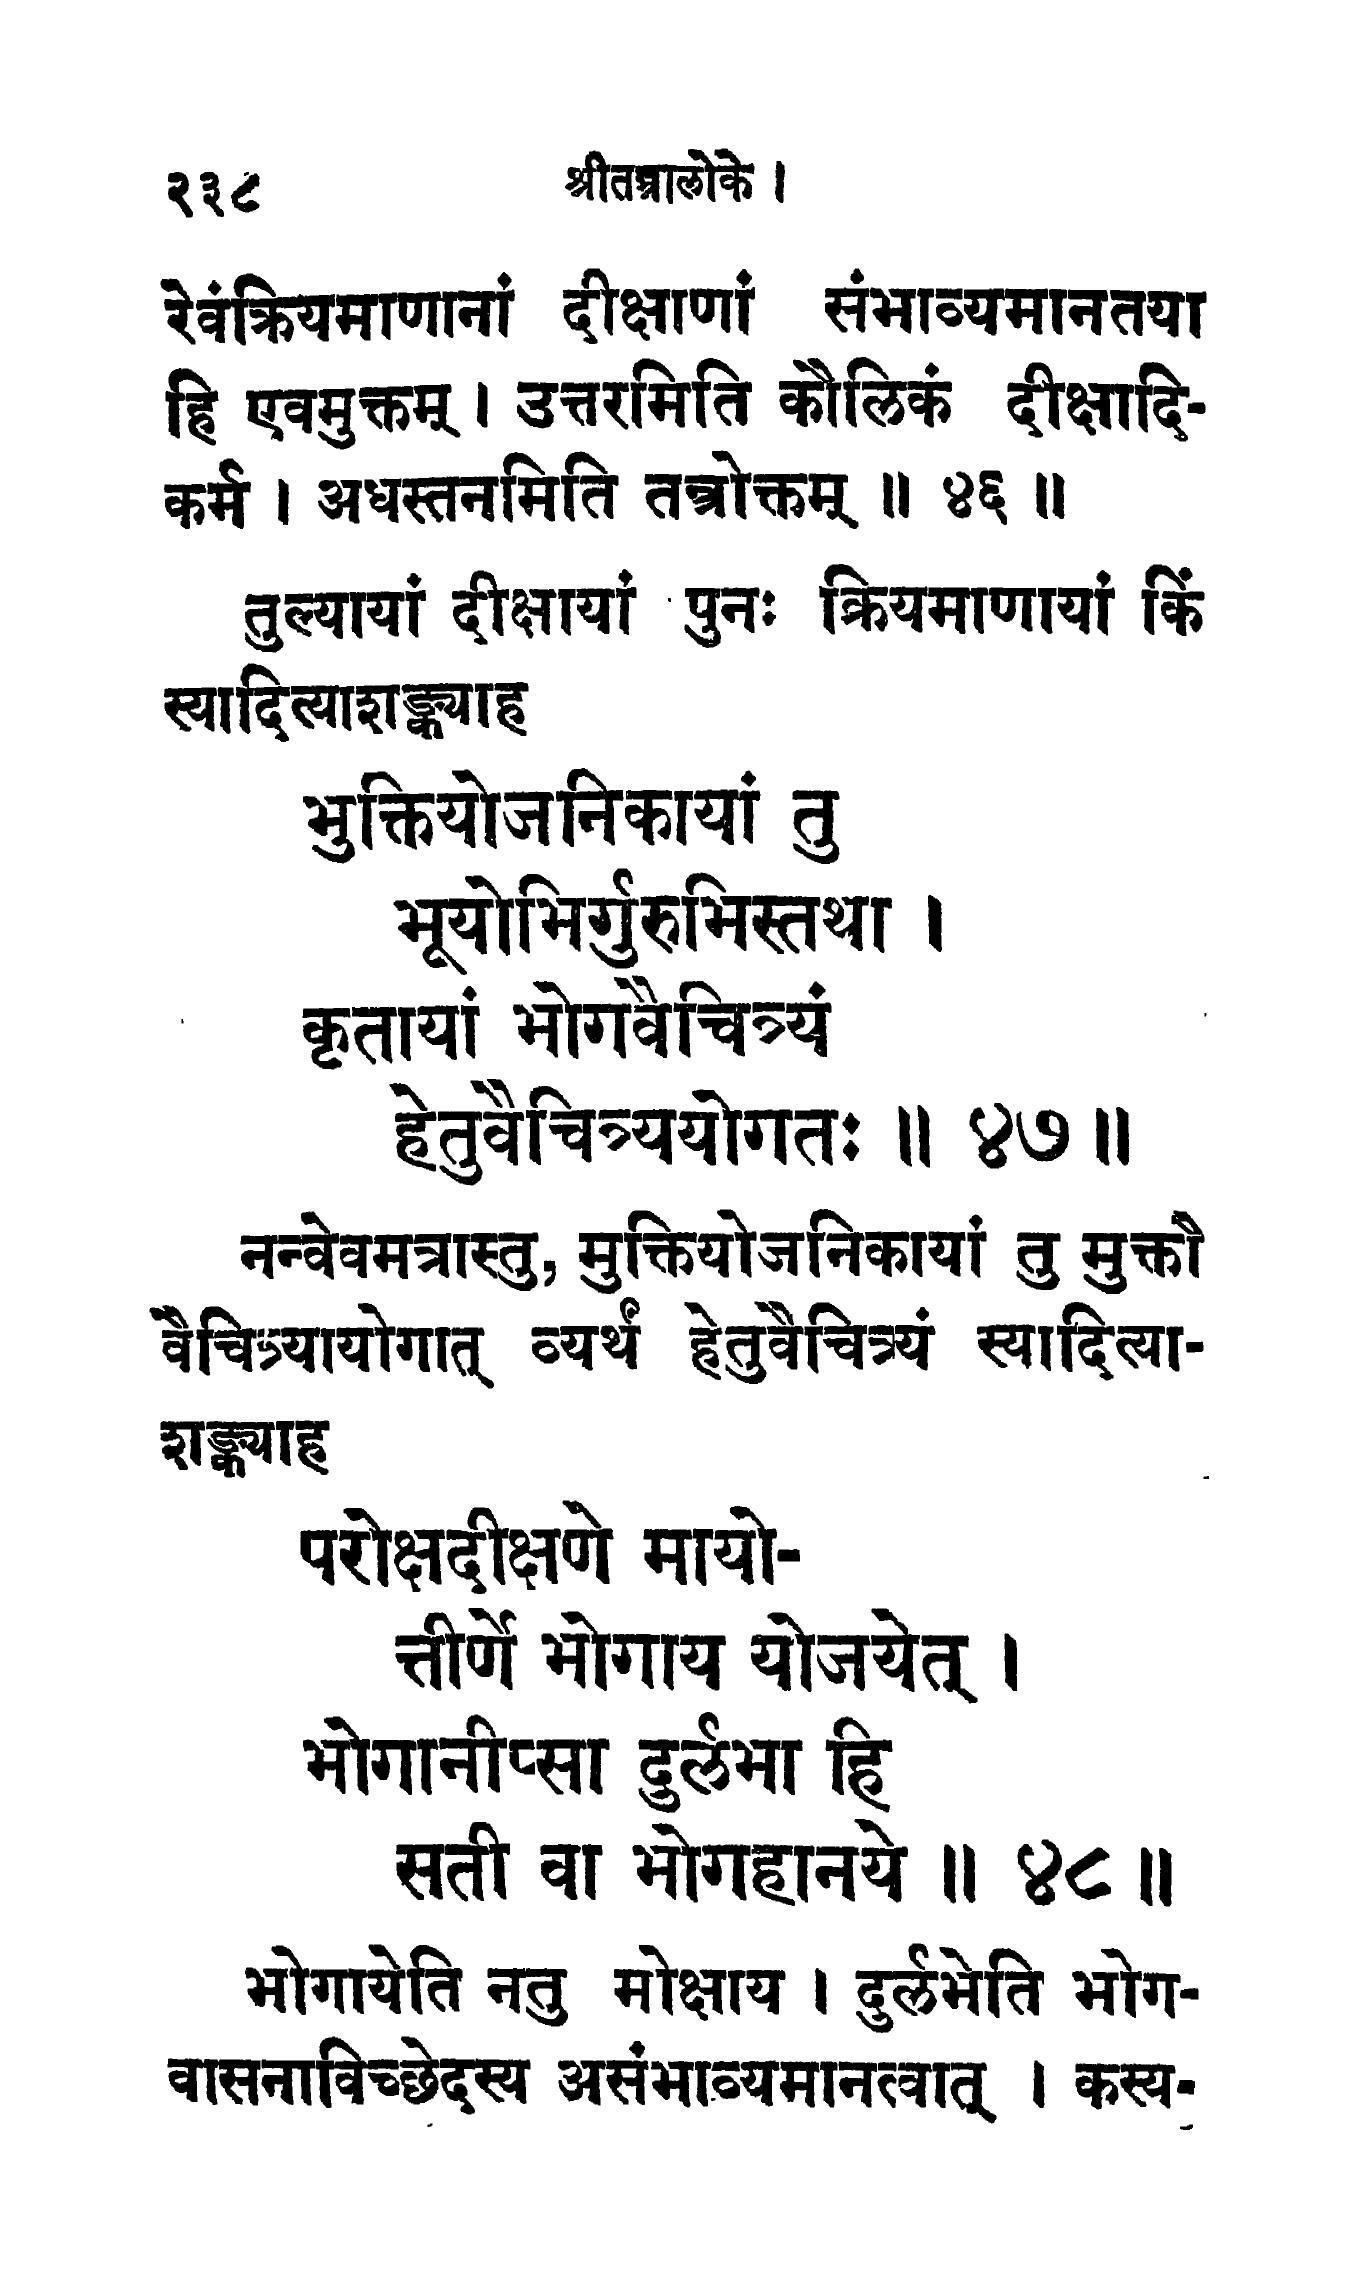 २३८ श्रीतन्त्रालोके ।
रेवंक्रियमाणानां दीक्षाणां संभाव्यमानतया
हि एवमुक्तम् । उत्तरमिति कौलिकं दीक्षादि-
कर्म । अधस्तनमिति तन्त्रोक्तम् ॥ ४६ ॥
तुल्यायां दीक्षायां पुनः क्रियमाणायां किं
स्यादित्याशङ्क्याह
भुक्तियोजनिकायां तु
भूयोभिर्गुरुभिस्तथा ।
कृतायां भोगवैचित्र्यं
हेतुवैचित्र्ययोगतः ॥ ४७ ॥
नन्वेवमत्रास्तु, मुक्तियोजनिकायां तु मुक्तौ
वैचित्र्यायोगात् व्यर्थं हेतुवैचित्र्यं स्यादित्या-
शङ्क्याह
परोक्षदीक्षणे मायो-
त्तीर्णे भोगाय योजयेत् ।
भोगानीप्सा दुर्लभा हि
सती वा भोगहानये ॥ ४८ ॥
भोगायेति नतु मोक्षाय । दुर्लभेति भोग-
वासनाविच्छेदस्य असंभाव्यमानत्वात् । कस्य-